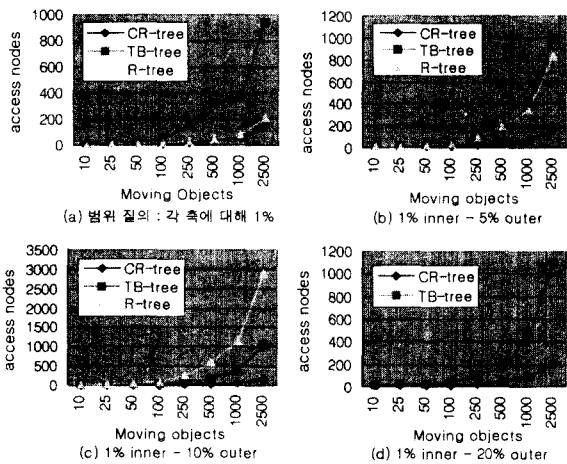 1000
800
600
400
200
0
access nodes
CR-tree
TB-tree
R-tree
10 25 50 100 250 500 1000 2500
Moving Objects
(a) 범위 질의 : 각 축에 대해 1%
1200
1000
800
600
400
200
0
access nodes
CR-tree
TB-tree
R-tree
10 25 50 100 250 500 1000 2500
Moving objects
(b) 1% inner - 5% outer
3500
3000
2500
2000
1500
1000
500
0
access nodes
CR-tree
TB-tree
R-tree
10 25 50 100 250 500 1000 2500
Moving objects
(c) 1% inner - 10% outer
1200
1000
800
600
400
200
0
access nodes
CR-tree
TB-tree
10 25 50 100 250 500 1000 2500
Moving objects
(d) 1% inner - 20% outer